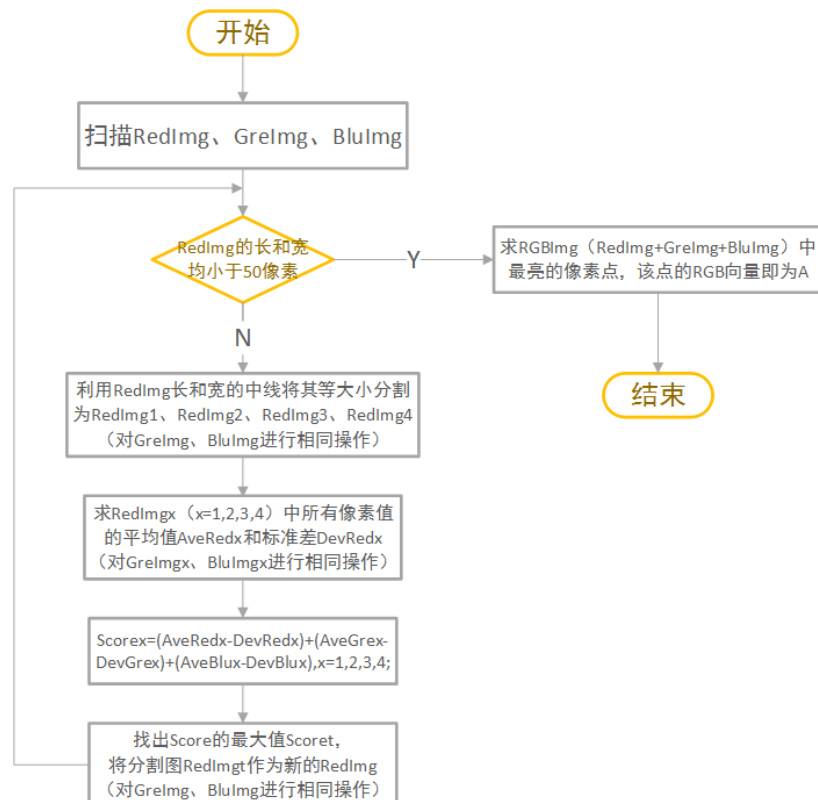 开始
扫描RedImg、GreImg、BluImg
RedImg的长和宽
均小于50像素
Y
求RGBImg（RedImg+GreImg+BluImg）中
最亮的像素点，该点的RGB向量即为A
结束
N
利用RedImg长和宽的中线将其等大小分割
为RedImg1、RedImg2、RedImg3、RedImg4
（对GreImg、BluImg进行相同操作）
求RedImgx（x=1,2,3,4）中所有像素值
的平均值AveRedx和标准差DevRedx
（对GreImgx、BluImgx进行相同操作）
Scorex=(AveRedx-DevRedx)+(AveGrex-
DevGrex)+(AveBlux-DevBlux),x=1,2,3,4;
找出Score的最大值Scoret，
将分割图RedImgt作为新的RedImg
（对GreImg、BluImg进行相同操作）